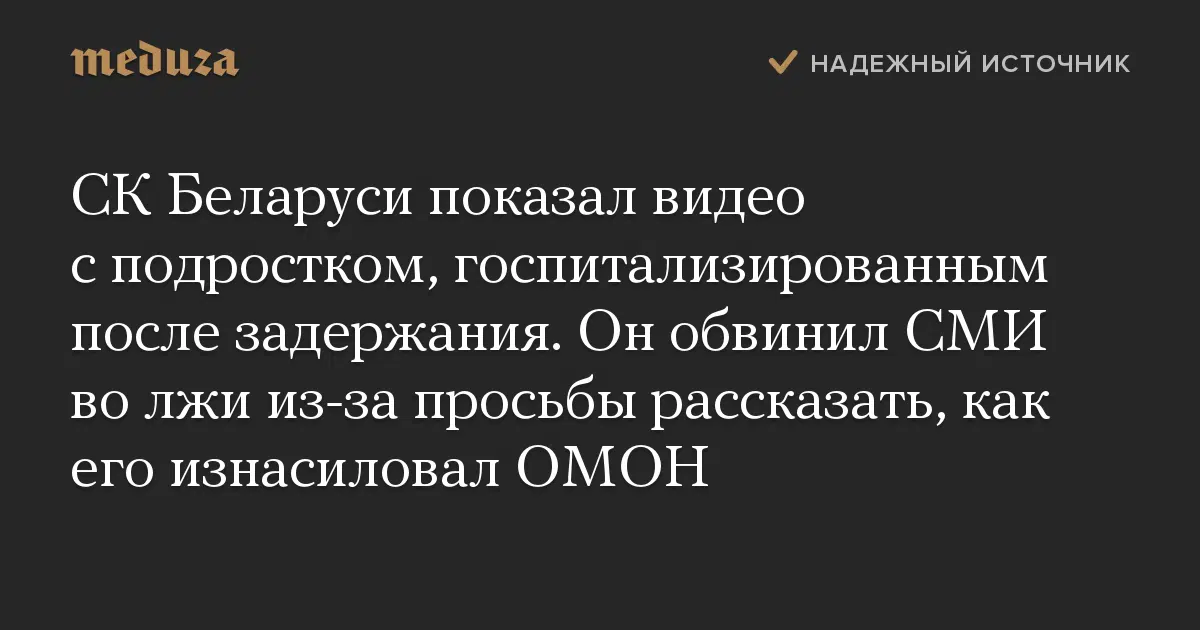 meduza
НАДЕЖНЫЙ ИСТОЧНИК
СК Беларуси показал видео
с подростком, госпитализированным
после задержания. Он обвинил СМИ
во лжи из-за просьбы рассказать, как
его изнасиловал ОМОН